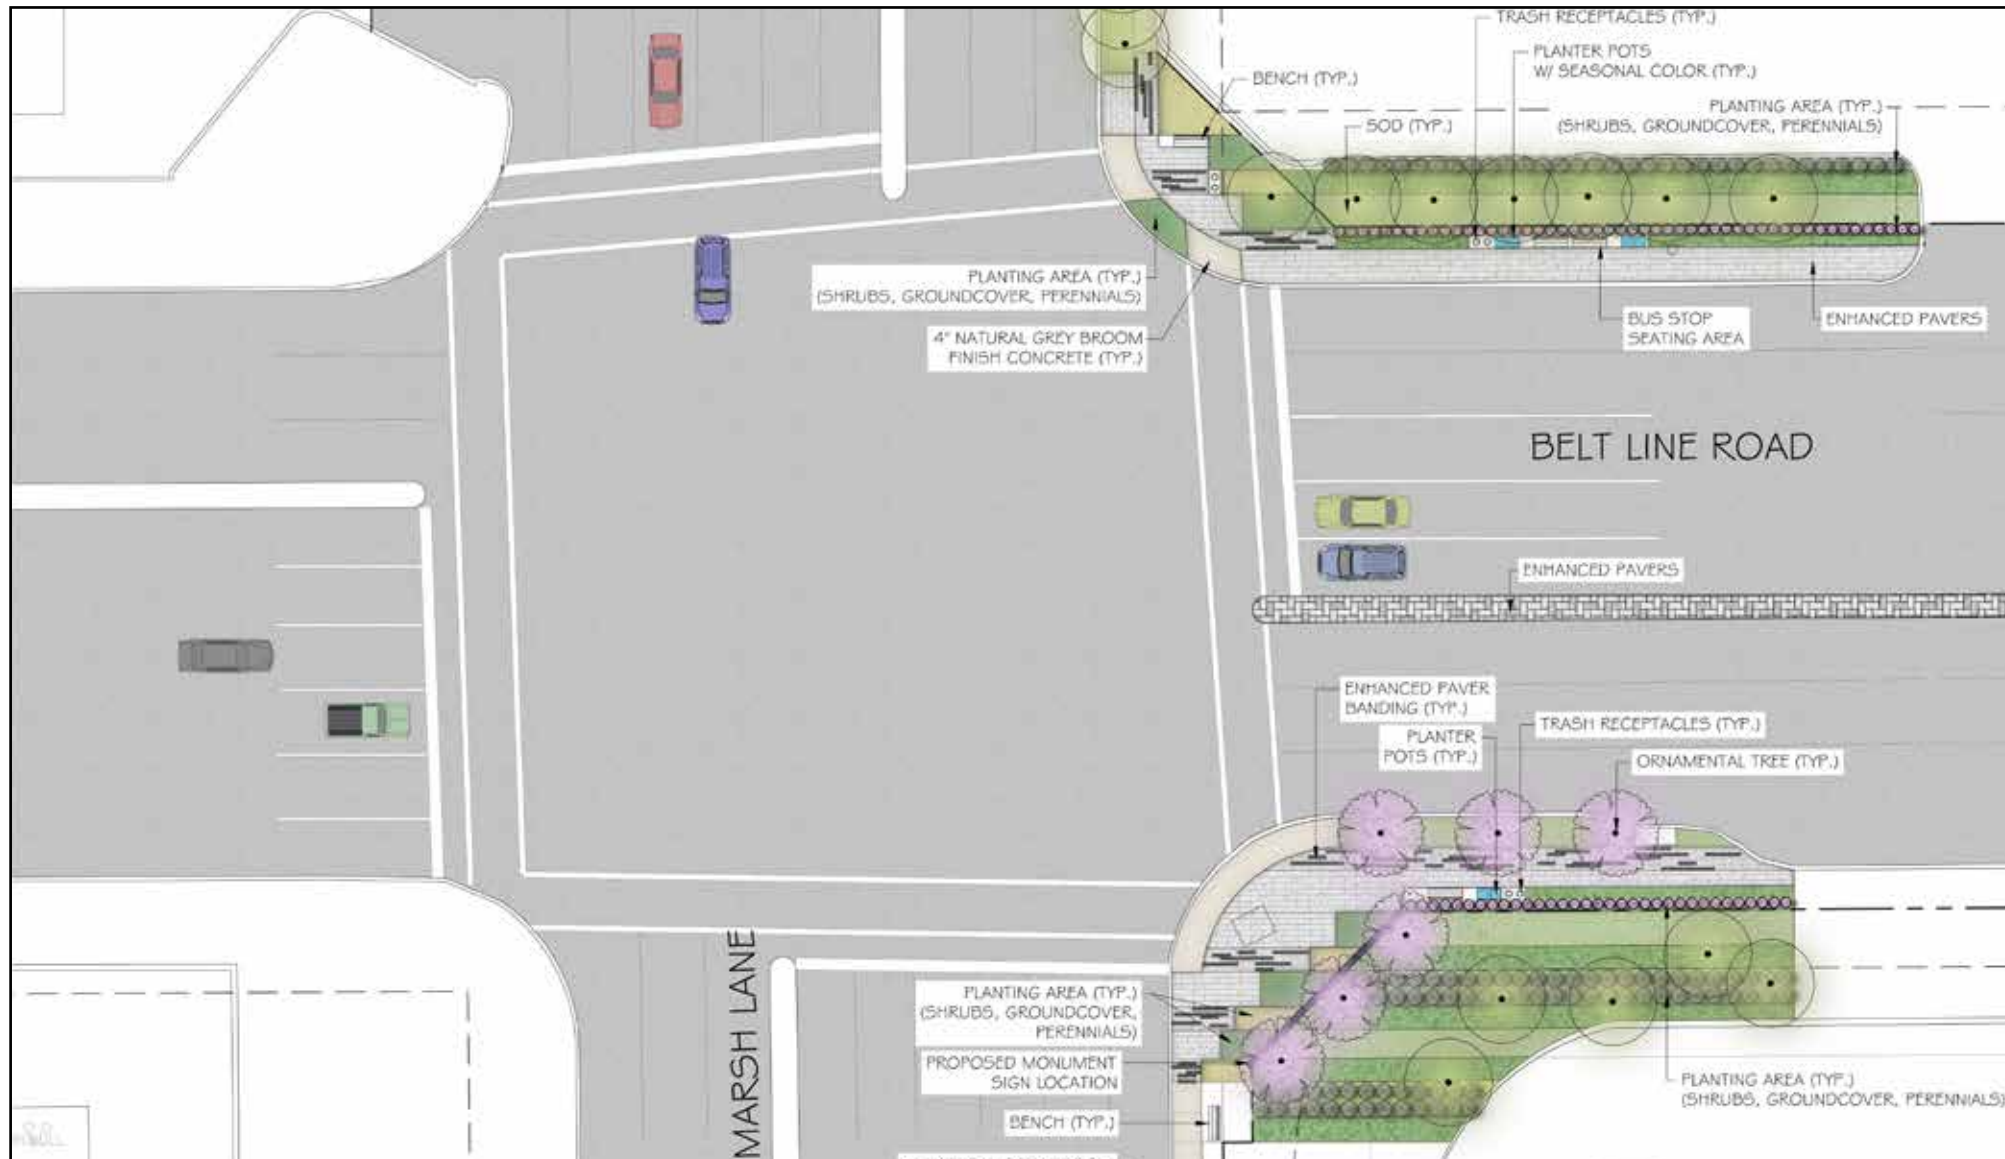 TRASH RECEPTACLES (TYP.)
PLANTER POTS
W/ SEASONAL COLOR (TYP.)
BENCH (TYP.)
PLANTING AREA (TYP.)
(SHRUBS, GROUNDCOVER, PERENNIALS)
SOD (TYP.)
PLANTING AREA (TYP.)
(SHRUBS, GROUNDCOVER, PERENNIALS)
4" NATURAL GREY BROOM
FINISH CONCRETE (TYP.)
BUS STOP
SEATING AREA
ENHANCED PAVERS
BELT LINE ROAD
ENHANCED PAVERS
ENHANCED PAVER
BANDING (TYP.)
PLANTER
POTS (TYP.)
TRASH RECEPTACLES (TYP.)
ORNAMENTAL TREE (TYP.)
MARSH LANE
PLANTING AREA (TYP.)
(SHRUBS, GROUNDCOVER,
PERENNIALS)
PROPOSED MONUMENT
SIGN LOCATION
BENCH (TYP.)
PLANTING AREA (TYP.)
(SHRUBS, GROUNDCOVER, PERENNIALS)